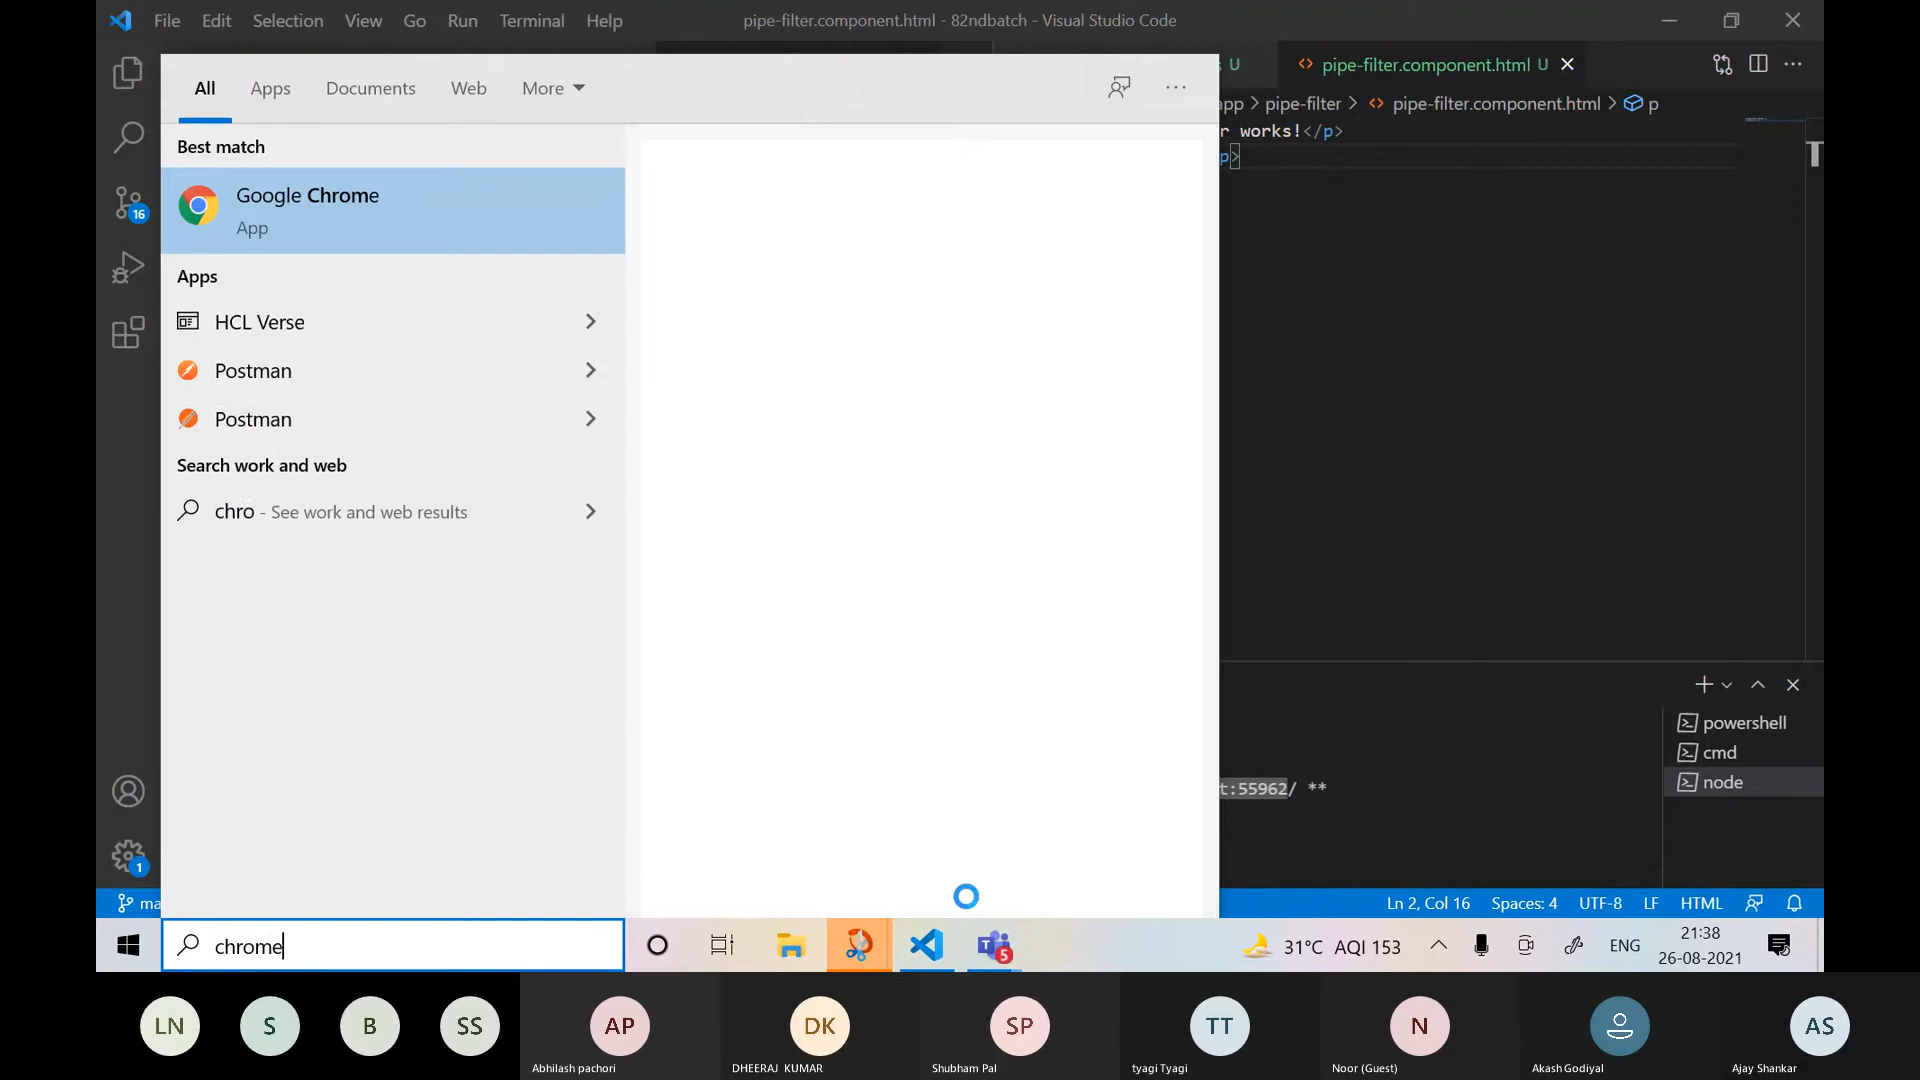 File Edit Selection View Go Run Terminal Help
pipe-filter.component.html - 82ndbatch - Visual Studio Code
U
pipe-filter.component.html U
All Apps Documents Web More
app > pipe-filter > pipe-filter.component.html > p
r works!</p>
p>
Best match
Google Chrome
App
Apps
HCL Verse
Postman
Postman
Search work and web
chro - See work and web results
16
1
powershell
cmd
node
t:55962/ **
ma
Ln 2, Col 16 Spaces: 4 UTF-8 LF HTML
chrome
5
31°C AQI 153
ENG
21:38
26-08-2021
LN S B SS AP DK SP TT N AS
Abhilash pachori DHEERAJ KUMAR Shubham Pal tyagi Tyagi Noor (Guest) Akash Godiyal Ajay Shankar